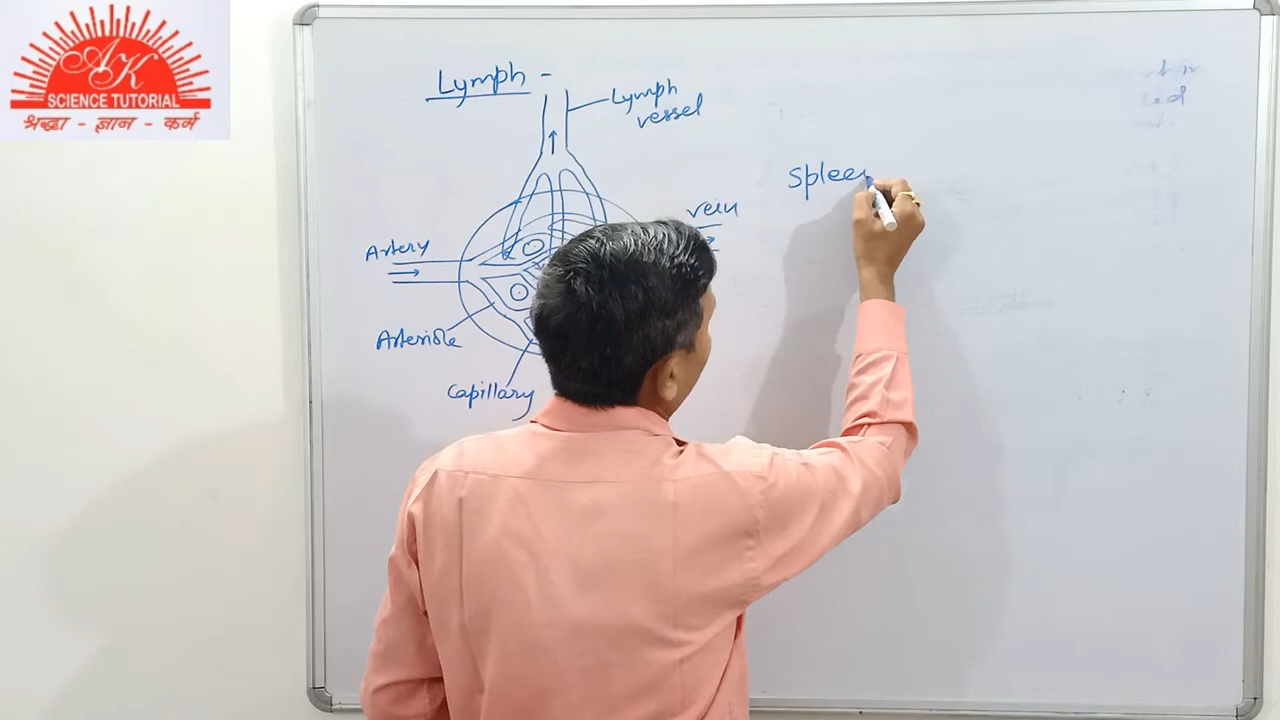 AK
SCIENCE TUTORIAL
श्रद्धा - ज्ञान - कर्म
Lymph -
Lymph
vessel
vein
Artery
Arteriole
Capillary
Spleen